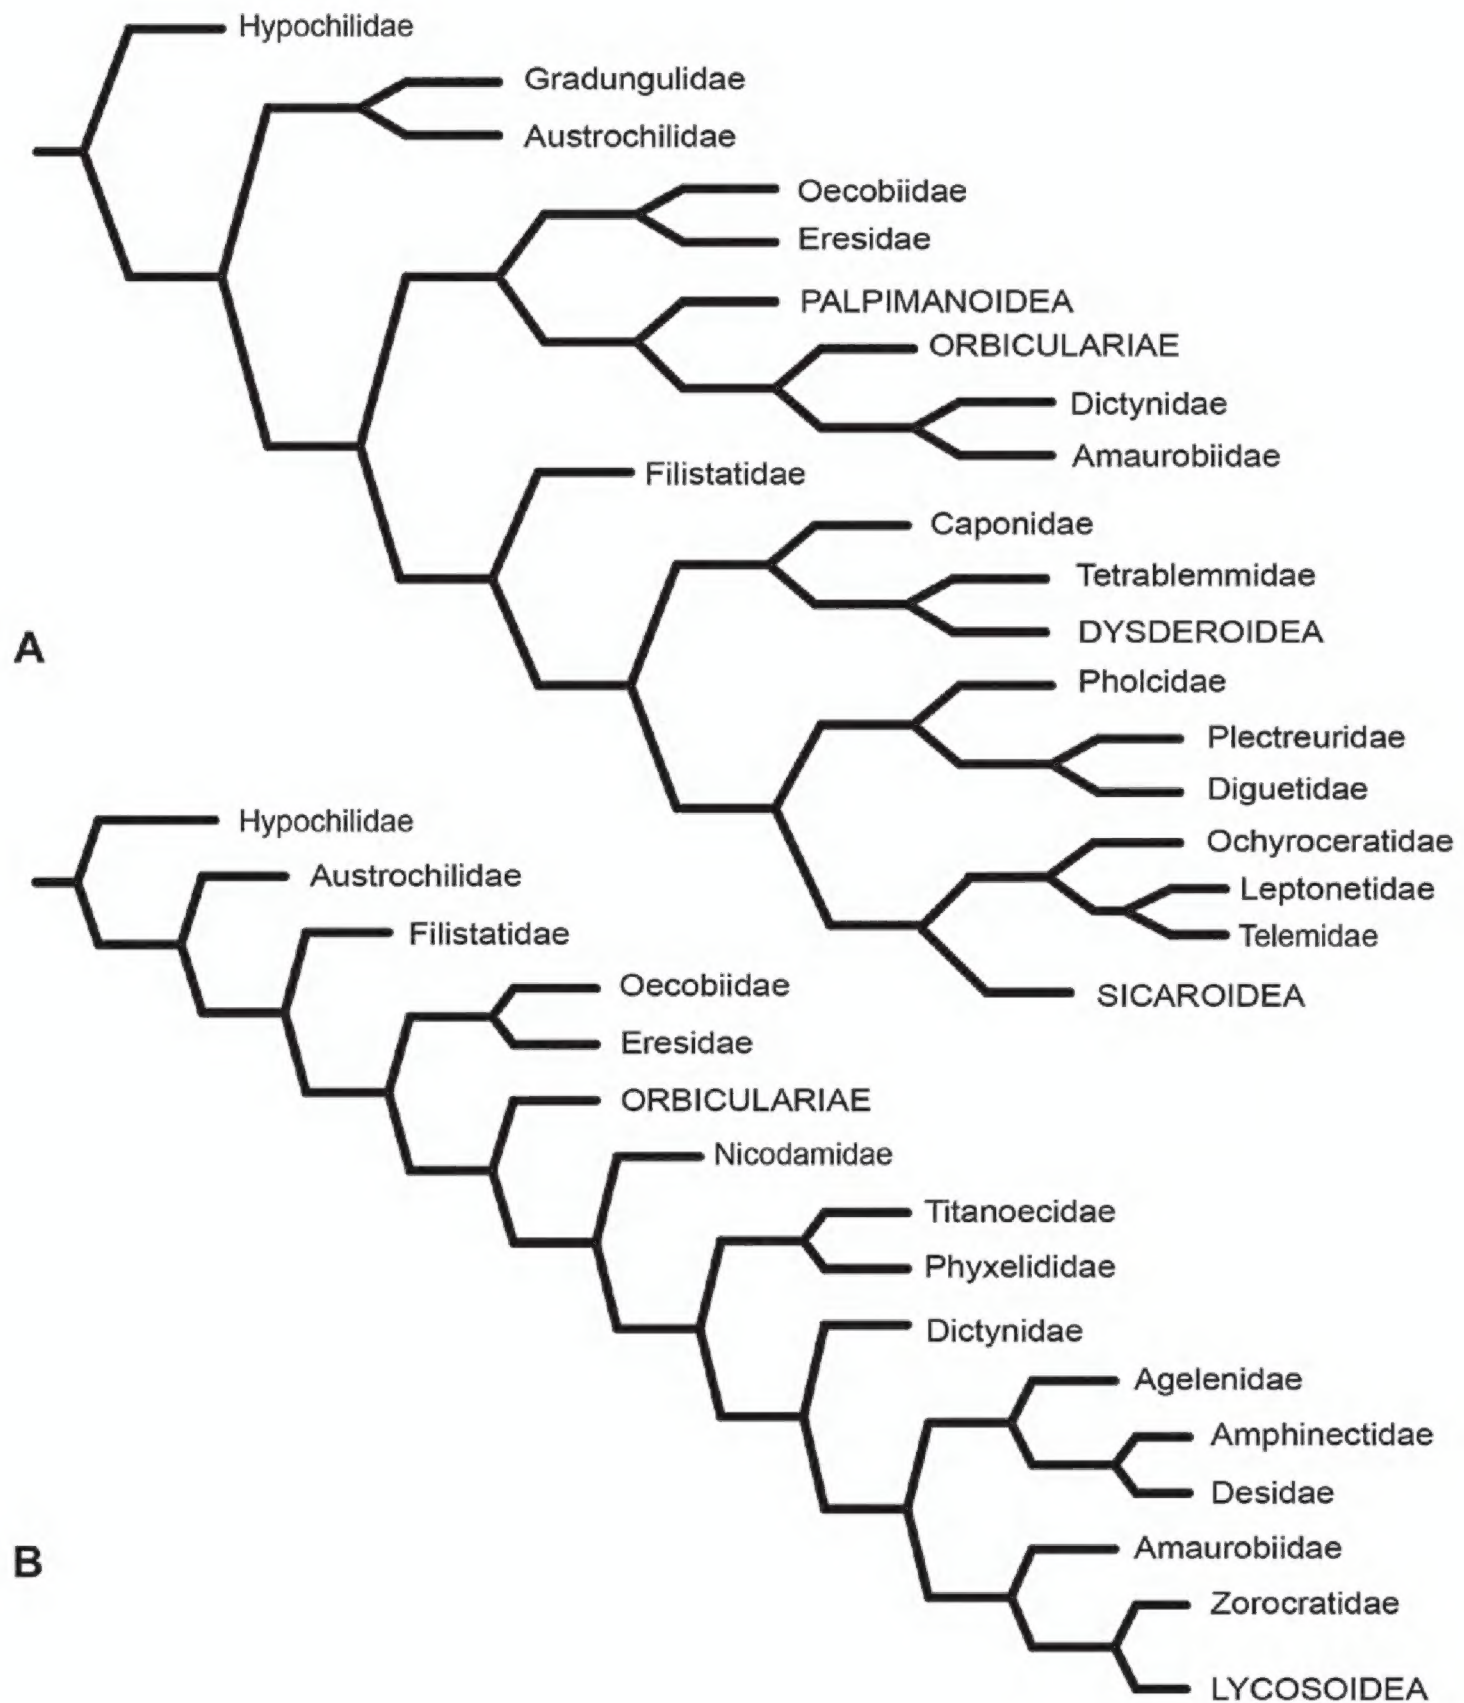 Hypochilidae
Gradungulidae
Austrochilidae
Oecobiidae
Eresidae
PALPIMANOIDEA
ORBICULARIAE
Dictynidae
Amaurobiidae
Filistatidae
Caponidae
Tetrablemmidae
DYSDEROIDEA
A
Pholcidae
Plectreuridae
Diguetidae
Ochyroceratidae
Leptonetidae
Telemidae
SICAROIDEA
Hypochilidae
Austrochilidae
Filistatidae
Oecobiidae
Eresidae
ORBICULARIAE
Nicodamidae
Titanoecidae
Phyxelididae
Dictynidae
Agelenidae
Amphinectidae
Desidae
B
Amaurobiidae
Zorocratidae
LYCOSOIDEA